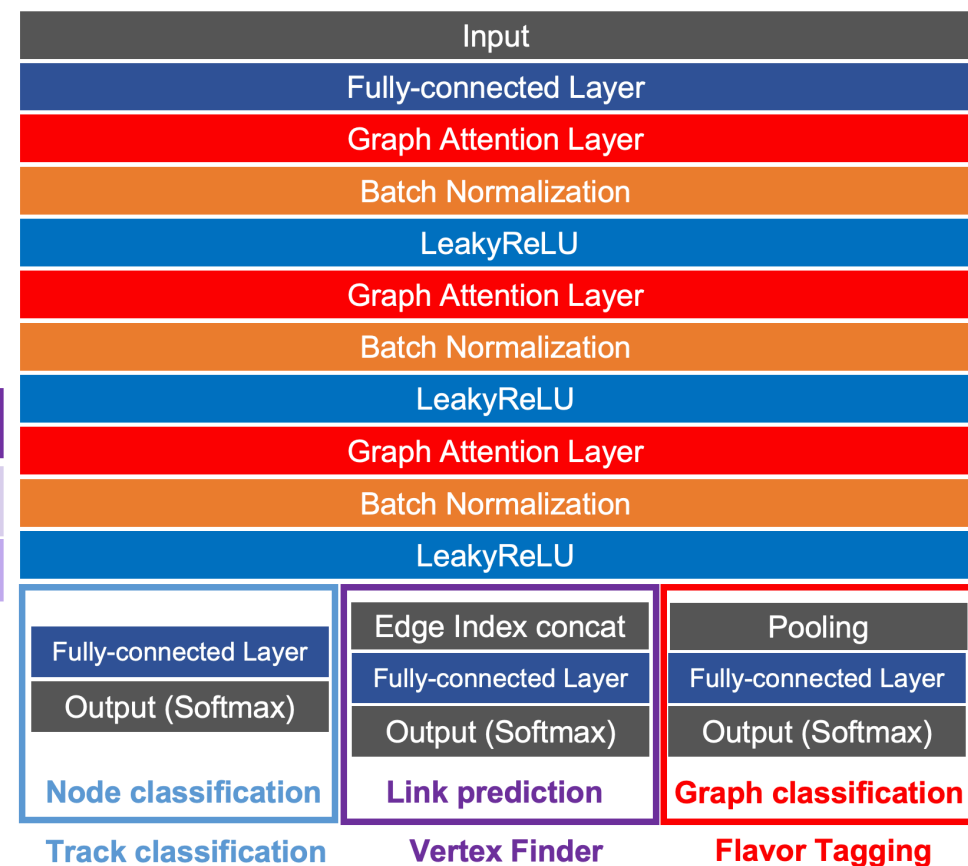 Input
Fully-connected Layer
Graph Attention Layer
Batch Normalization
LeakyReLU
Graph Attention Layer
Batch Normalization
LeakyReLU
Graph Attention Layer
Batch Normalization
LeakyReLU
Fully-connected Layer
Output (Softmax)
Node classification
Track classification
Edge Index concat
Fully-connected Layer
Output (Softmax)
Link prediction
Vertex Finder
Pooling
Fully-connected Layer
Output (Softmax)
Graph classification
Flavor Tagging